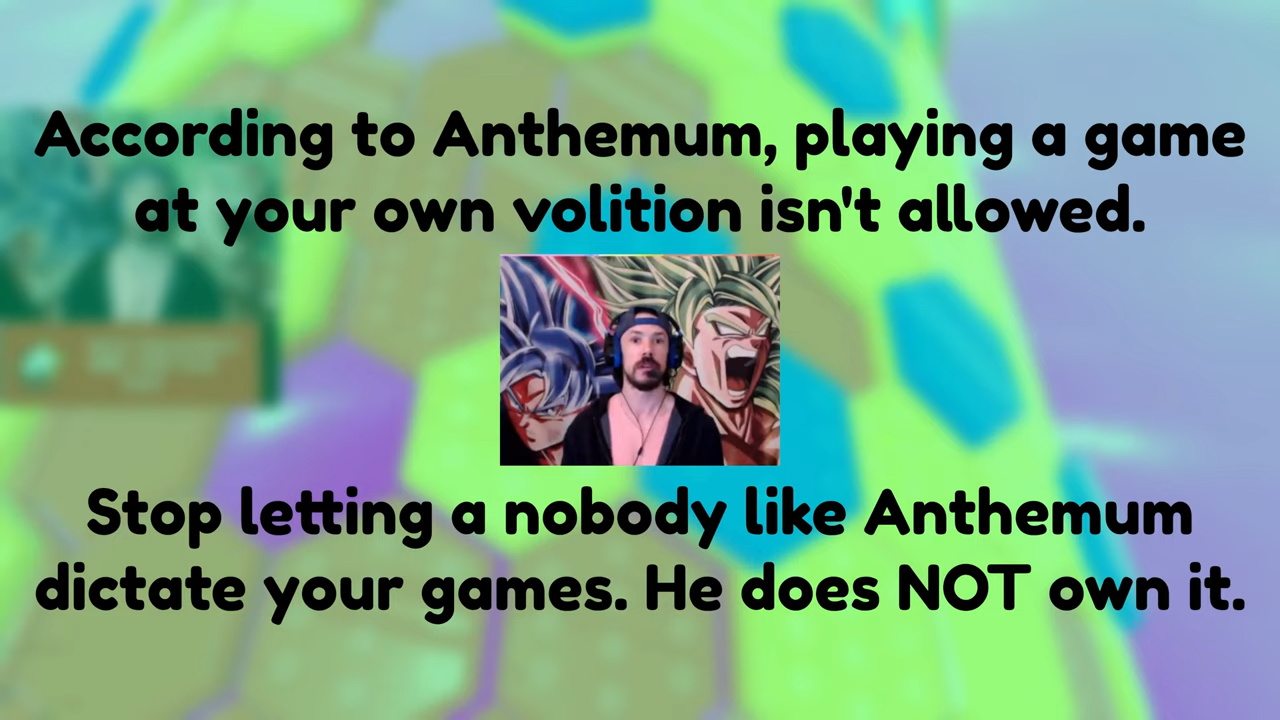 According to Anthemum, playing a game
at your own volition isn't allowed.
Stop letting a nobody like Anthemum
dictate your games. He does NOT own it.